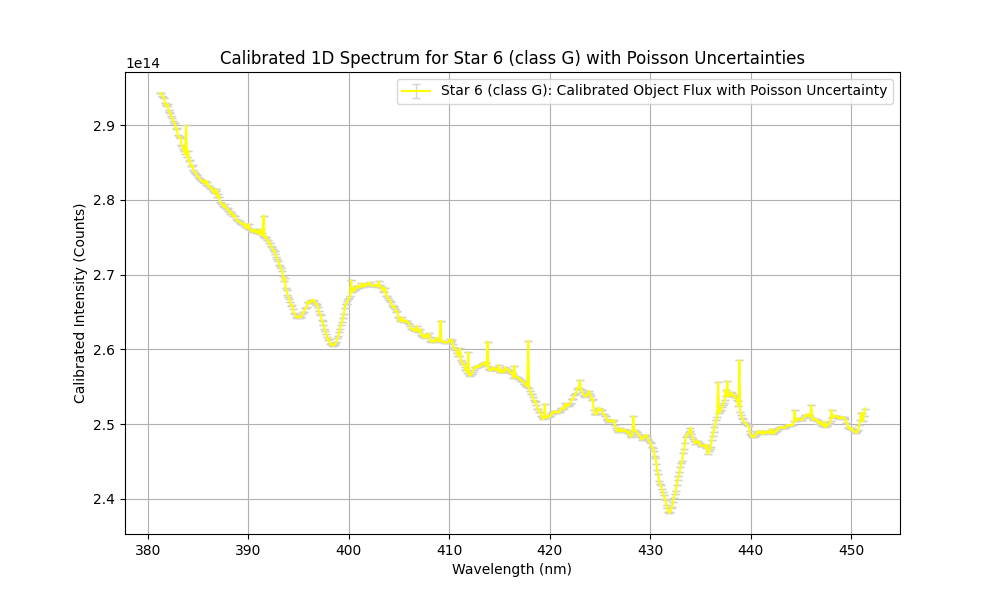 Calibrated 1D Spectrum for Star 6 (class G) with Poisson Uncertainties
1e14
Star 6 (class G): Calibrated Object Flux with Poisson Uncertainty
2.9
2.8
2.7
2.6
2.5
2.4
Calibrated Intensity (Counts)
380 390 400 410 420 430 440 450
Wavelength (nm)